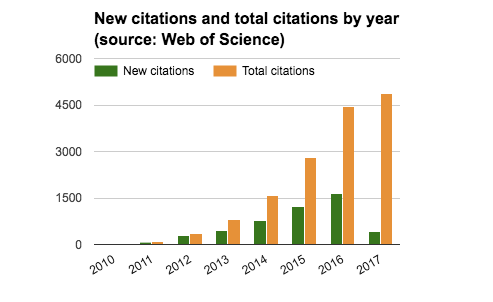 New citations and total citations by year
(source: Web of Science)
6000
New citations Total citations
4500
3000
1500
0
2010 2011 2012 2013 2014 2015 2016 2017